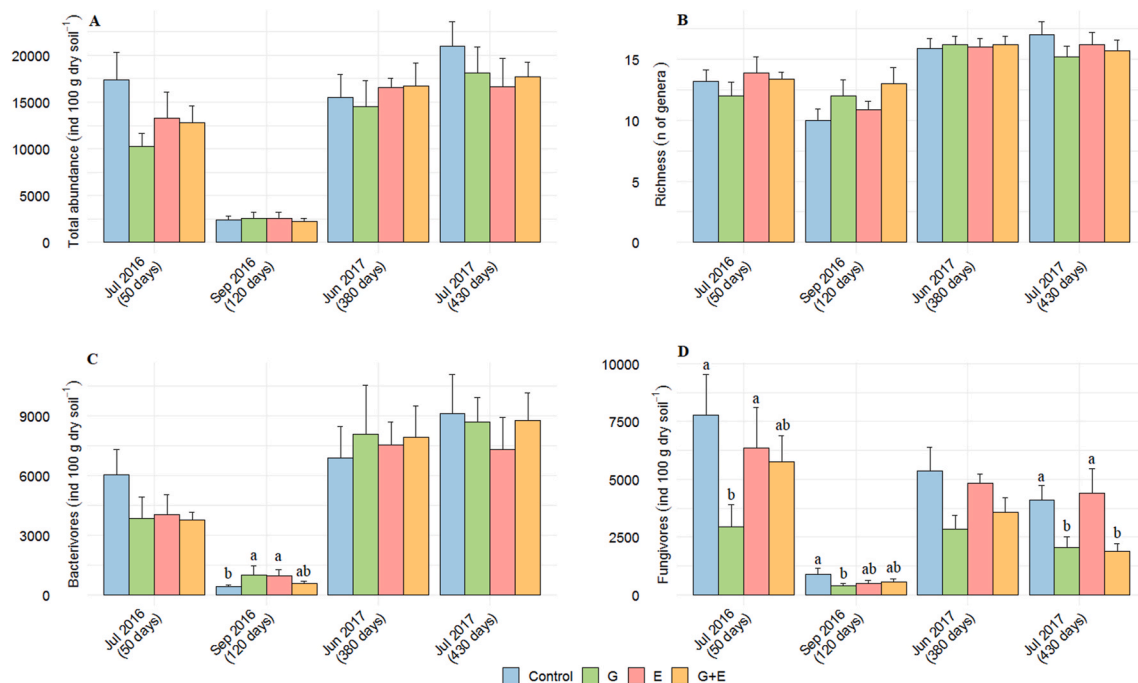 A
Total abundance (ind 100 g dry soil⁻¹)
20000
15000
10000
5000
0
Jul 2016
(50 days)
Sep 2016
(120 days)
Jun 2017
(380 days)
Jul 2017
(430 days)
B
Richness (n of genera)
15
10
5
0
Jul 2016
(50 days)
Sep 2016
(120 days)
Jun 2017
(380 days)
Jul 2017
(430 days)
C
Bacterivores (ind 100 g dry soil⁻¹)
9000
6000
3000
0
b a a ab
Jul 2016
(50 days)
Sep 2016
(120 days)
Jun 2017
(380 days)
Jul 2017
(430 days)
D
Fungivores (ind 100 g dry soil⁻¹)
10000
7500
5000
2500
0
a b a ab
a b ab ab
a b a b
Jul 2016
(50 days)
Sep 2016
(120 days)
Jun 2017
(380 days)
Jul 2017
(430 days)
Control G E G+E